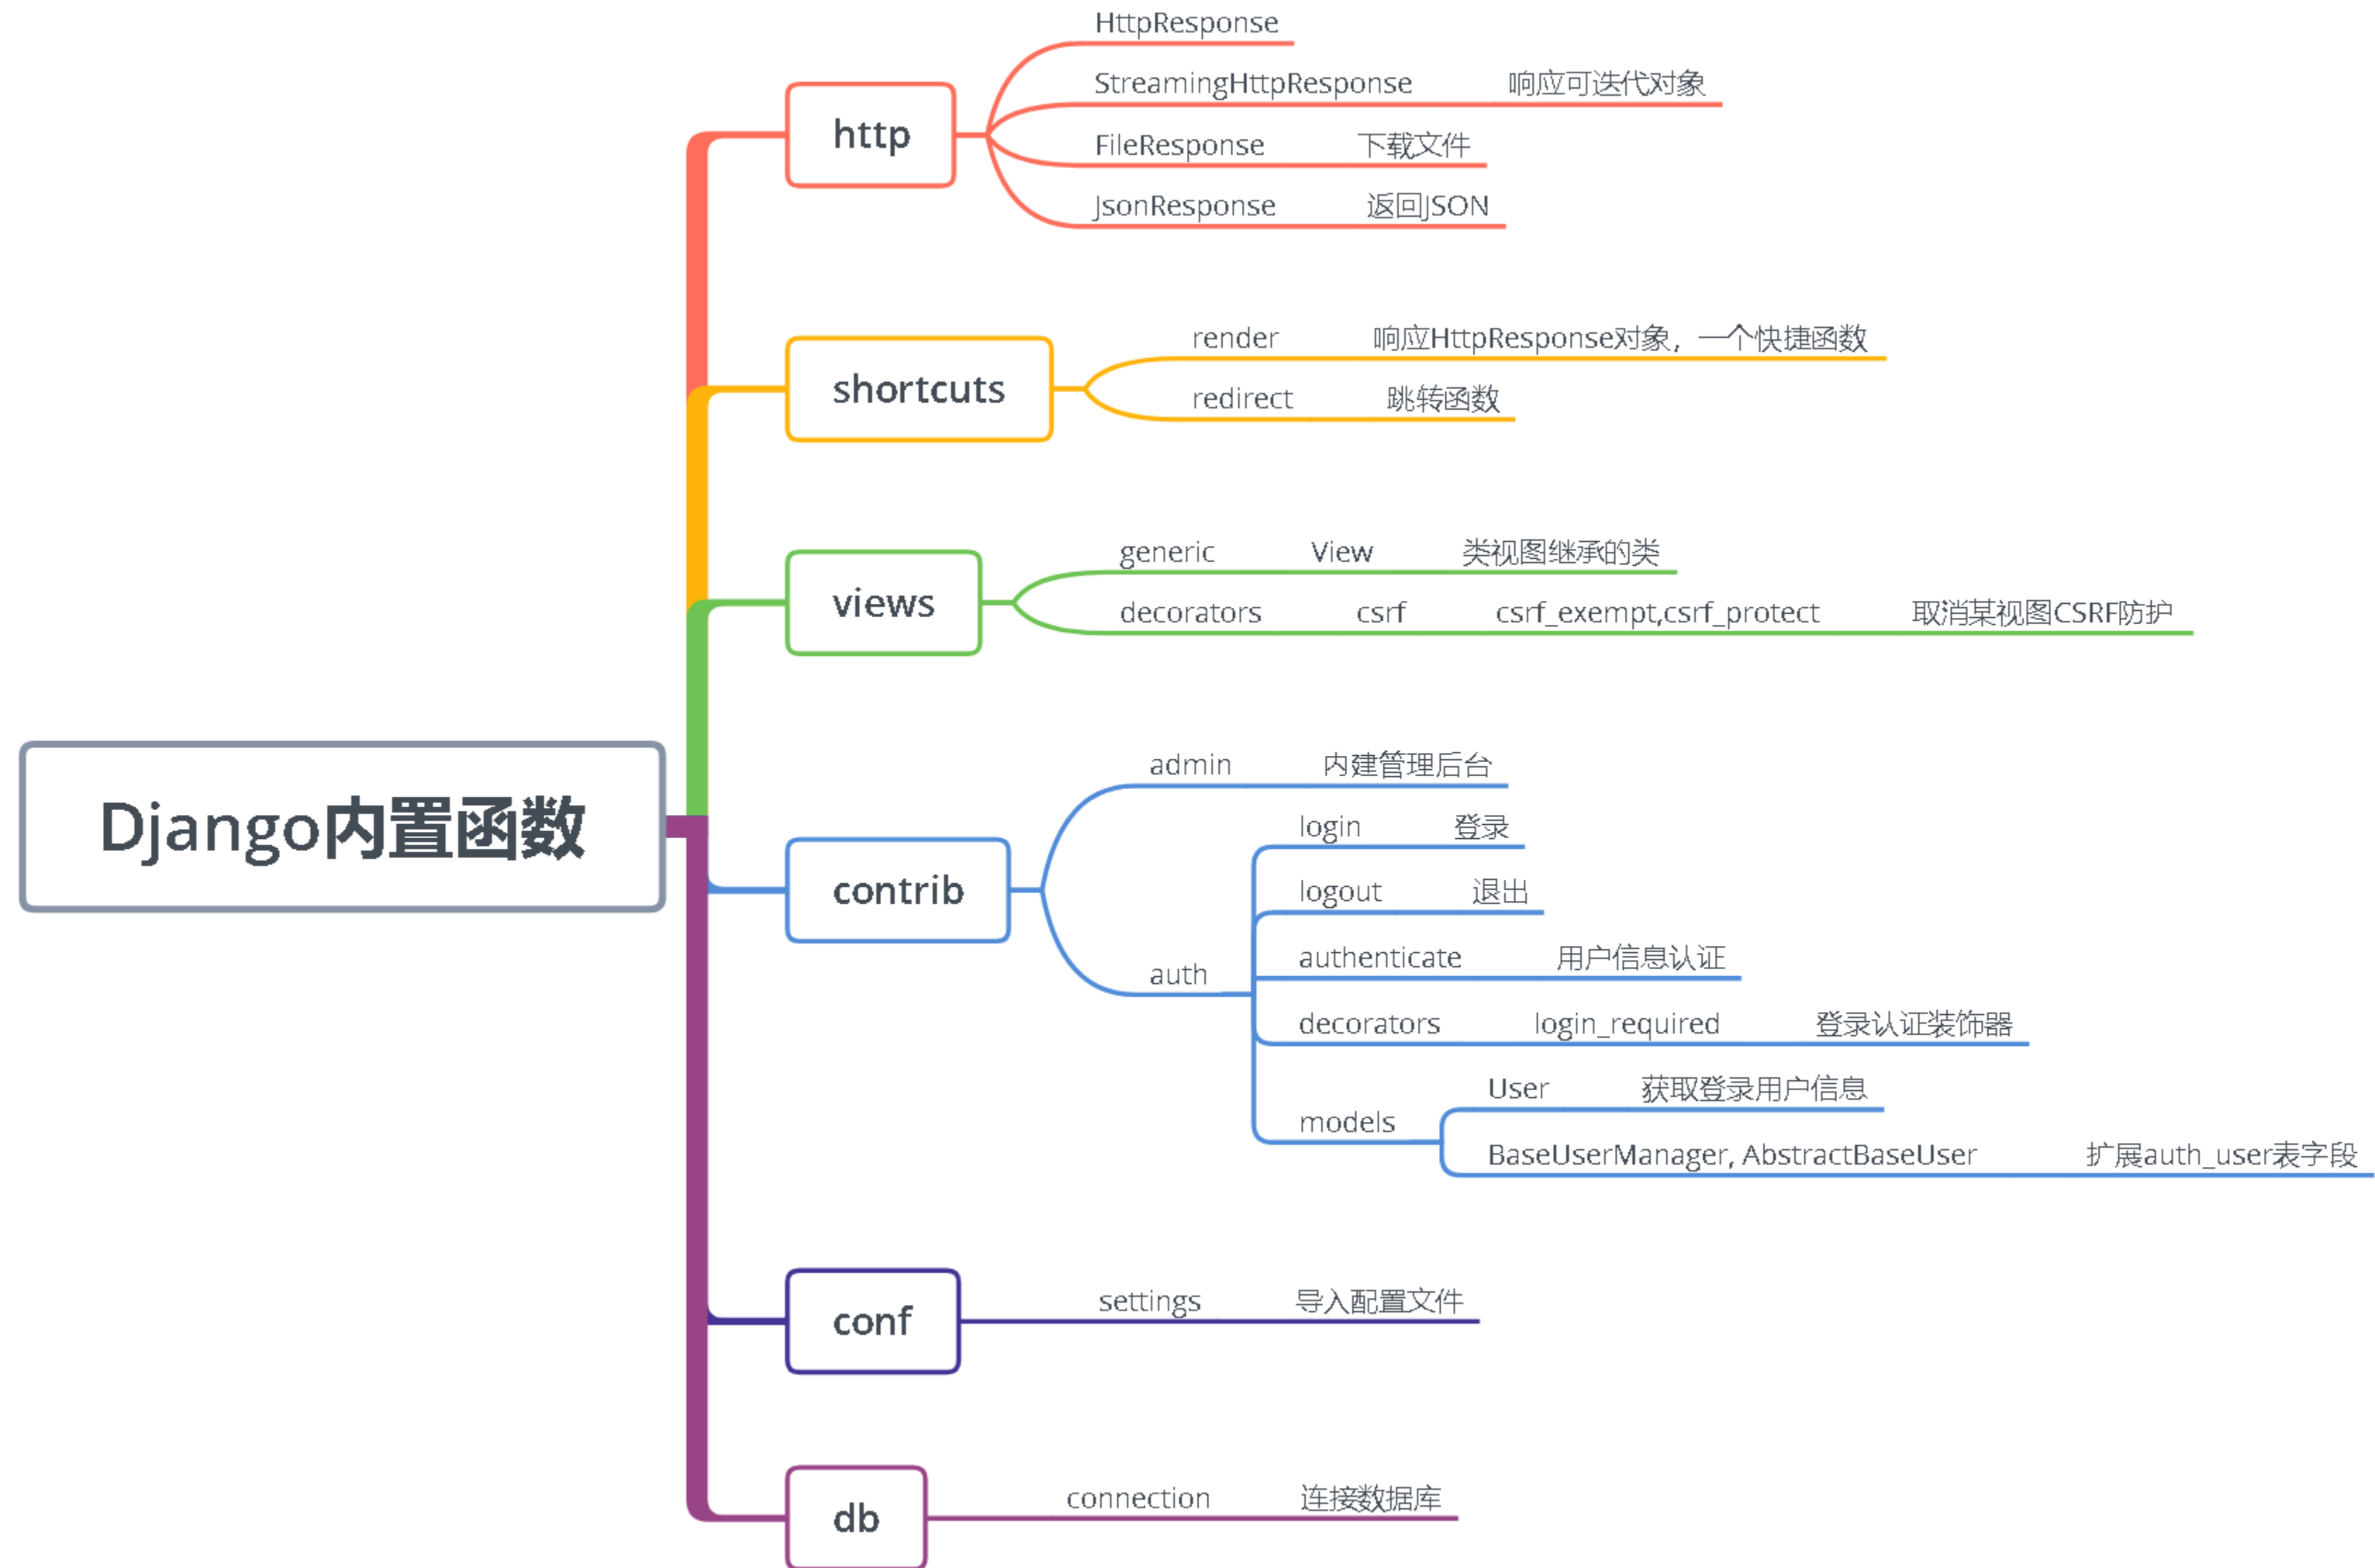 Django内置函数
http
HttpResponse
StreamingHttpResponse 响应可迭代对象
FileResponse 下载文件
JsonResponse 返回JSON
shortcuts
render 响应HttpResponse对象，一个快捷函数
redirect 跳转函数
views
generic View 类视图继承的类
decorators csrf csrf_exempt,csrf_protect 取消某视图CSRF防护
contrib
admin 内建管理后台
auth
login 登录
logout 退出
authenticate 用户信息认证
decorators login_required 登录认证装饰器
models
User 获取登录用户信息
BaseUserManager, AbstractBaseUser 扩展auth_user表字段
conf
settings 导入配置文件
db
connection 连接数据库